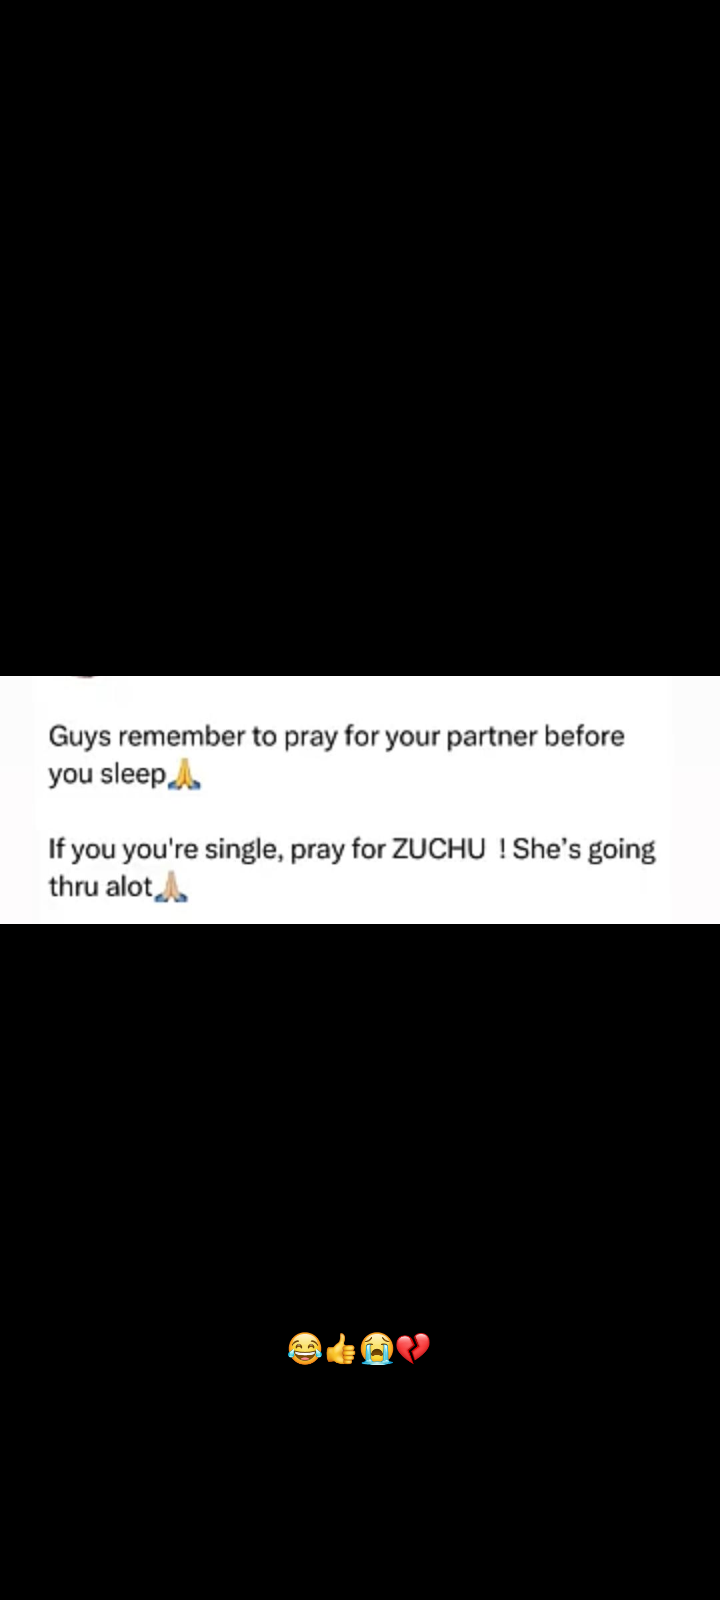 Guys remember to pray for your partner before
you sleep🙏
If you you're single, pray for ZUCHU  ! She’s going
thru alot🙏🏼
😂👍😭💔